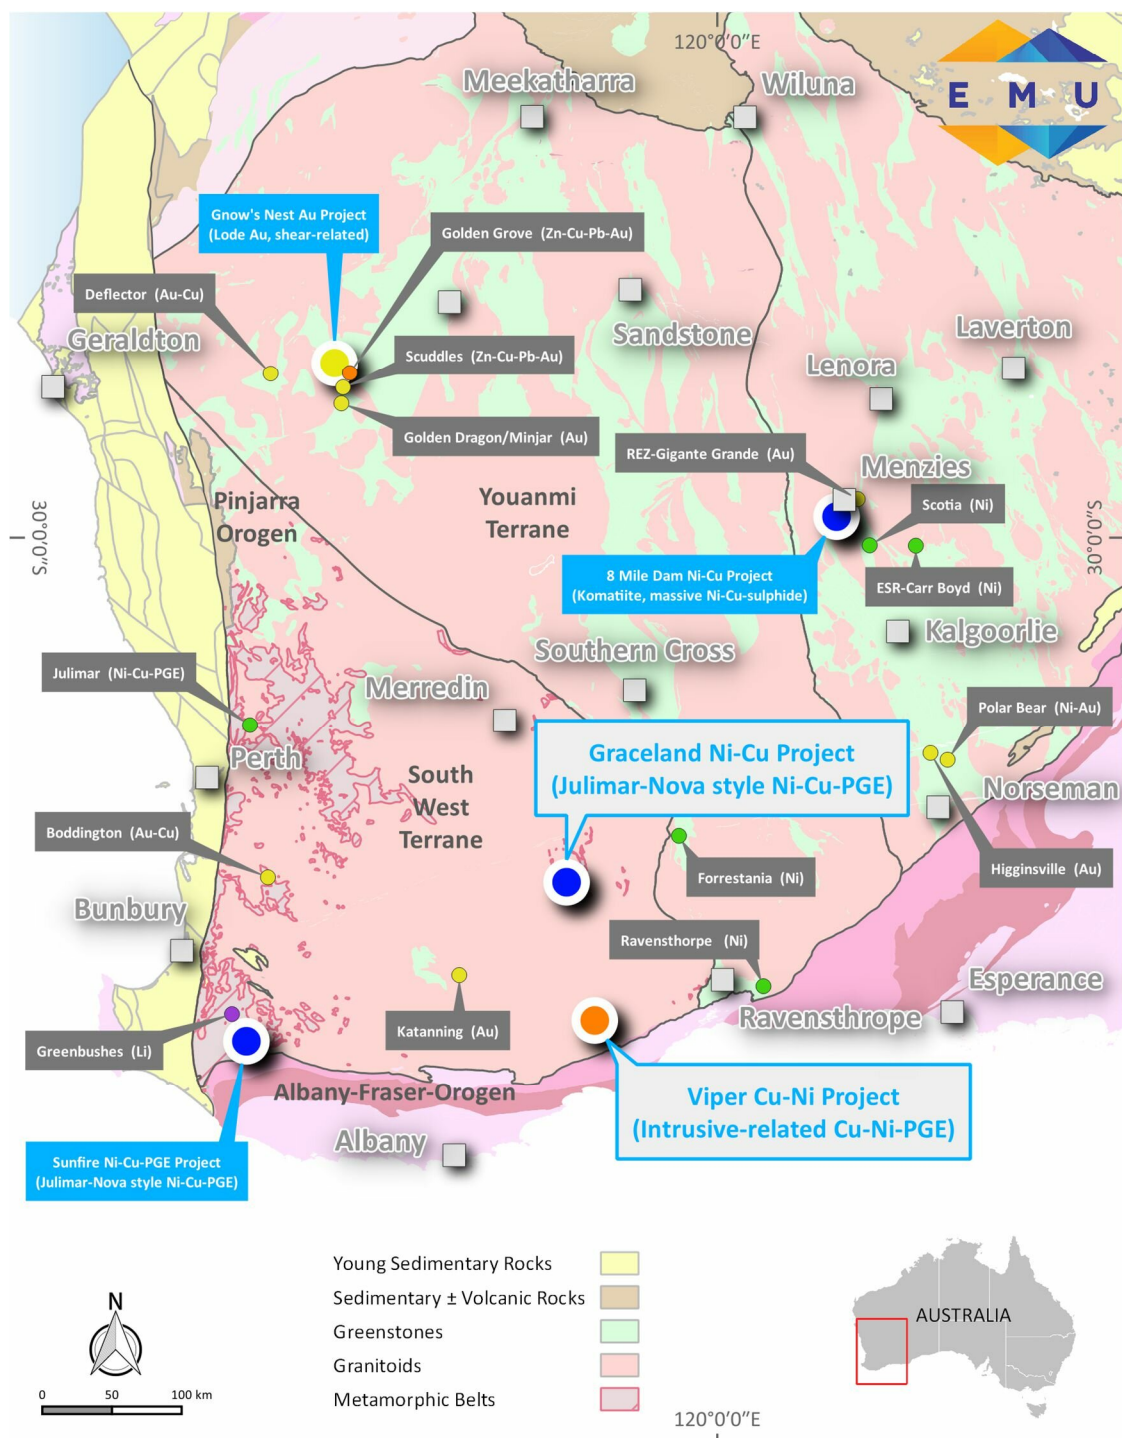 120°0'0"E
Meekatharra
Wiluna
E M U
Gnow's Nest Au Project
(Lode Au, shear-related)
Golden Grove (Zn-Cu-Pb-Au)
Deflector (Au-Cu)
Geraldton
Sandstone
Laverton
Scuddles (Zn-Cu-Pb-Au)
Lenora
Golden Dragon/Minjar (Au)
REZ-Gigante Grande (Au)
Menzies
Pinjarra
Orogen
Youanmi
Terrane
Scotia (Ni)
30°0'0"S
30°0'0"S
8 Mile Dam Ni-Cu Project
(Komatiite, massive Ni-Cu-sulphide)
ESR-Carr Boyd (Ni)
Kalgoorlie
Southern Cross
Julimar (Ni-Cu-PGE)
Merredin
Polar Bear (Ni-Au)
Perth
Graceland Ni-Cu Project
(Julimar-Nova style Ni-Cu-PGE)
South
West
Terrane
Norseman
Boddington (Au-Cu)
Higginsville (Au)
Forrestania (Ni)
Bunbury
Ravensthorpe (Ni)
Esperance
Ravensthrope
Katanning (Au)
Greenbushes (Li)
Albany-Fraser-Orogen
Viper Cu-Ni Project
(Intrusive-related Cu-Ni-PGE)
Albany
Sunfire Ni-Cu-PGE Project
(Julimar-Nova style Ni-Cu-PGE)
Young Sedimentary Rocks
Sedimentary ± Volcanic Rocks
Greenstones
Granitoids
Metamorphic Belts
N
0 50 100 km
AUSTRALIA
120°0'0"E